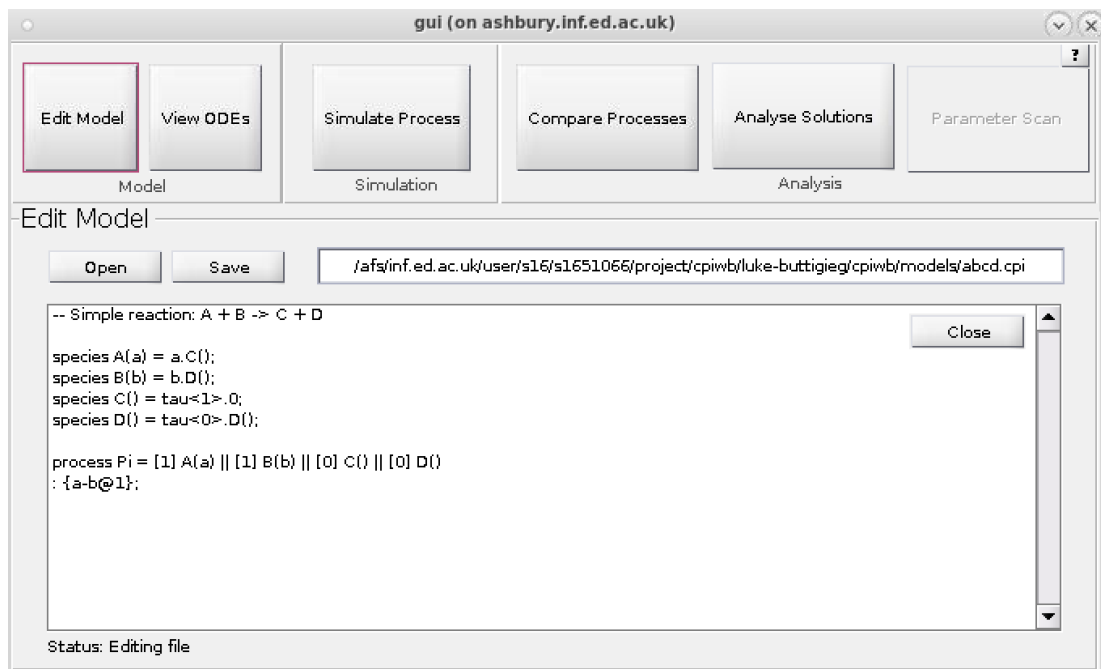 gui (on ashbury.inf.ed.ac.uk)
?
Edit Model
View ODEs
Simulate Process
Compare Processes
Analyse Solutions
Parameter Scan
Model
Simulation
Analysis
Edit Model
Open
Save
/afs/inf.ed.ac.uk/user/s16/s1651066/project/cpiwb/luke-buttigieg/cpiwb/models/abcd.cpi
Close
-- Simple reaction: A + B -> C + D
species A(a) = a.C();
species B(b) = b.D();
species C() = tau<1>.0;
species D() = tau<0>.D();
process Pi = [1] A(a) || [1] B(b) || [0] C() || [0] D()
: {a-b@1};
Status: Editing file